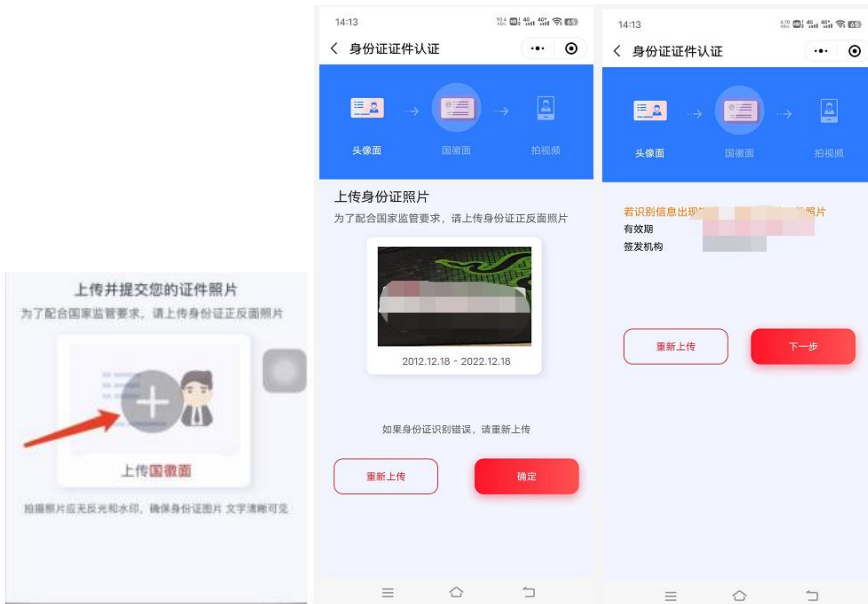 上传并提交您的证件照片
为了配合国家监管要求，请上传身份证正反面照片
上传国徽面
拍摄照片应无反光和水印，确保身份证图片 文字清晰可见
14:13
身份证证件认证
头像面
国徽面
拍视频
上传身份证照片
为了配合国家监管要求，请上传身份证正反面照片
2012.12.18 - 2022.12.18
如果身份证识别错误，请重新上传
重新上传
确定
14:13
身份证证件认证
头像面
国徽面
拍视频
若识别信息出现
照片
有效期
签发机构
重新上传
下一步